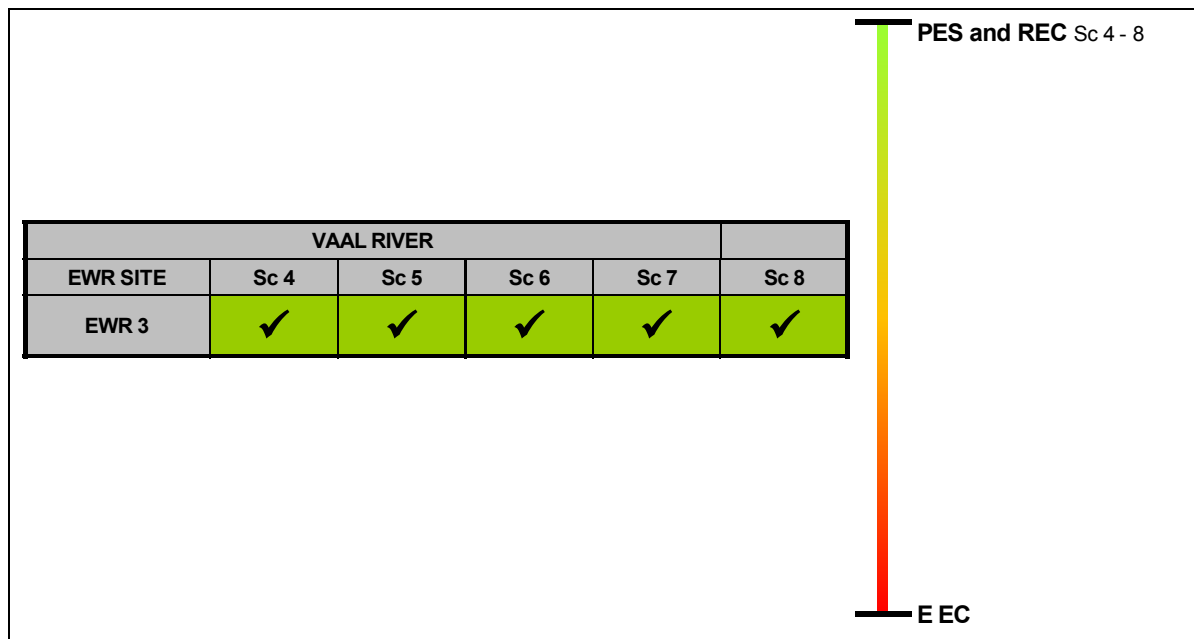 PES and REC Sc 4 - 8
VAAL RIVER
EWR SITE Sc 4 Sc 5 Sc 6 Sc 7 Sc 8
EWR 3 ✓ ✓ ✓ ✓ ✓
E EC